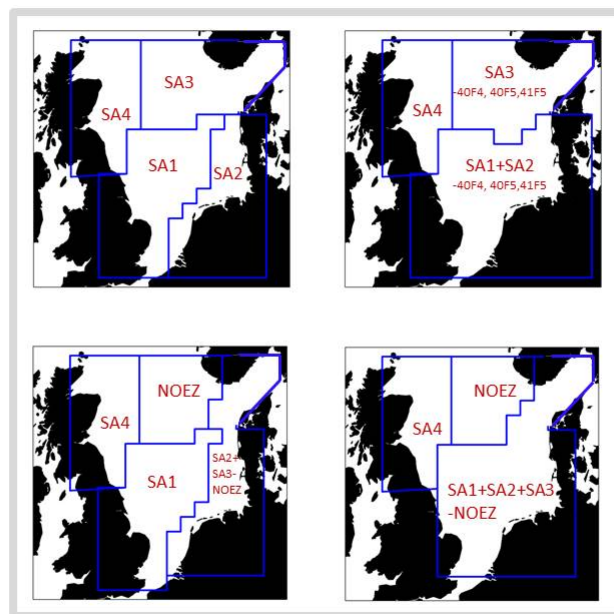 SA3
SA4
SA1
SA2
SA3
-40F4, 40F5,41F5
SA4
SA1+SA2
-40F4, 40F5,41F5
NOEZ
SA4
SA1
SA2+
SA3-
NOEZ
NOEZ
SA4
SA1+SA2+SA3
-NOEZ